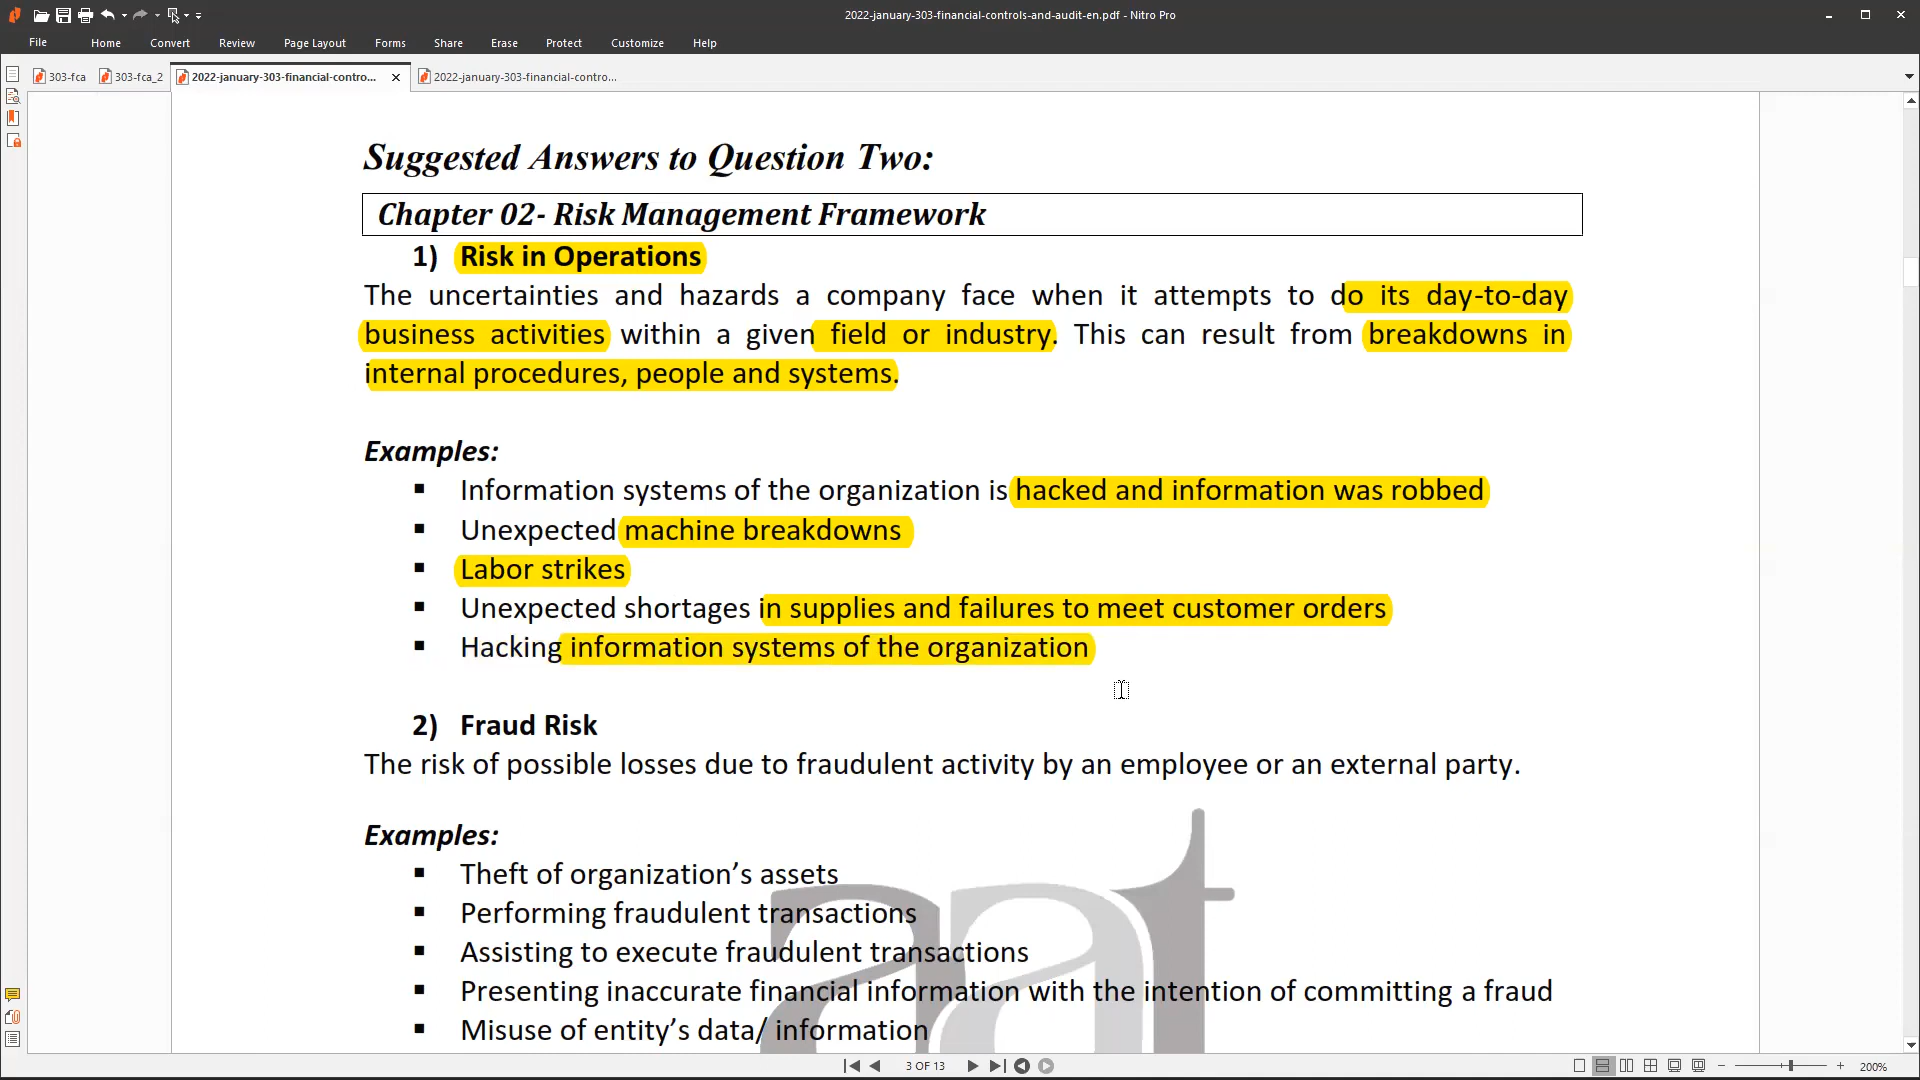 2022-january-303-financial-controls-and-audit-en.pdf - Nitro Pro
File Home Convert Review Page Layout Forms Share Erase Protect Customize Help
303-fca 303-fca_2 2022-january-303-financial-contro... 2022-january-303-financial-contro...
Suggested Answers to Question Two:
Chapter 02- Risk Management Framework
1) Risk in Operations
The uncertainties and hazards a company face when it attempts to do its day-to-day
business activities within a given field or industry. This can result from breakdowns in
internal procedures, people and systems.
Examples:
▪ Information systems of the organization is hacked and information was robbed
▪ Unexpected machine breakdowns
▪ Labor strikes
▪ Unexpected shortages in supplies and failures to meet customer orders
▪ Hacking information systems of the organization
2) Fraud Risk
The risk of possible losses due to fraudulent activity by an employee or an external party.
Examples:
▪ Theft of organization’s assets
▪ Performing fraudulent transactions
▪ Assisting to execute fraudulent transactions
▪ Presenting inaccurate financial information with the intention of committing a fraud
▪ Misuse of entity’s data/ information
aat
3 OF 13
200%